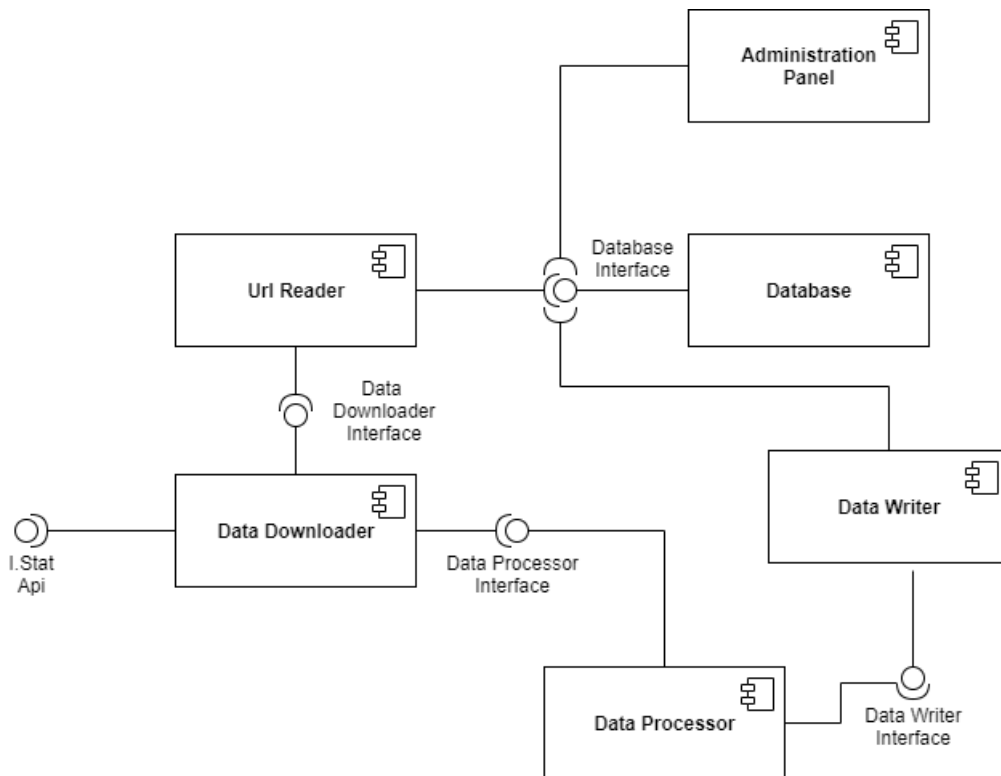 Administration
Panel
Database
Interface
Url Reader
Database
Data
Downloader
Interface
Data Writer
Data Downloader
I.Stat
Api
Data Processor
Interface
Data Processor
Data Writer
Interface